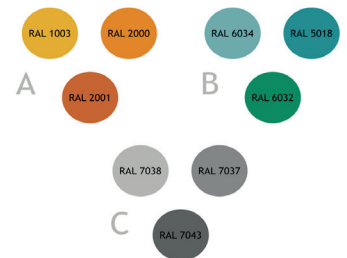 RAL 1003
RAL 2000
A
RAL 2001
RAL 6034
RAL 5018
B
RAL 6032
RAL 7038
RAL 7037
C
RAL 7043